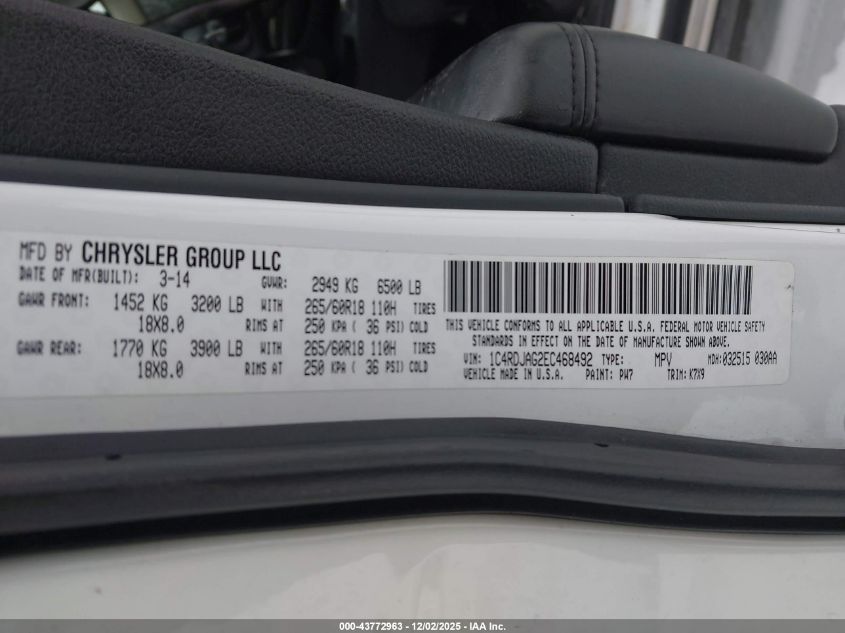 MFD BY CHRYSLER GROUP LLC
DATE OF MFR(BUILT): 3-14 GVWR: 2949 KG 6500 LB
GAWR FRONT: 1452 KG 3200 LB WITH 265/60R18 110H TIRES
18X8.0 RIMS AT 250 KPA ( 36 PSI) COLD
GAWR REAR: 1770 KG 3900 LB WITH 265/60R18 110H TIRES
18X8.0 RIMS AT 250 KPA ( 36 PSI) COLD
THIS VEHICLE CONFORMS TO ALL APPLICABLE U.S.A. FEDERAL MOTOR VEHICLE SAFETY
STANDARDS IN EFFECT ON THE DATE OF MANUFACTURE SHOWN ABOVE.
VIN: 1C4RDJAG2EC468492 TYPE: MPV MDH:032515 030AA
VEHICLE MADE IN U.S.A. PAINT: PW7 TRIM: K7X9
000-43772963 - 12/02/2025 - IAA Inc.